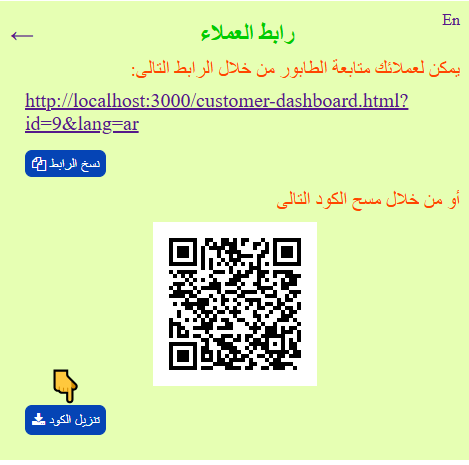 En
رابط العملاء
يمكن لعملائك متابعة الطابور من خلال الرابط التالى:
http://localhost:3000/customer-dashboard.html?
id=9&lang=ar
نسخ الرابط
أو من خلال مسح الكود التالى
تنزيل الكود